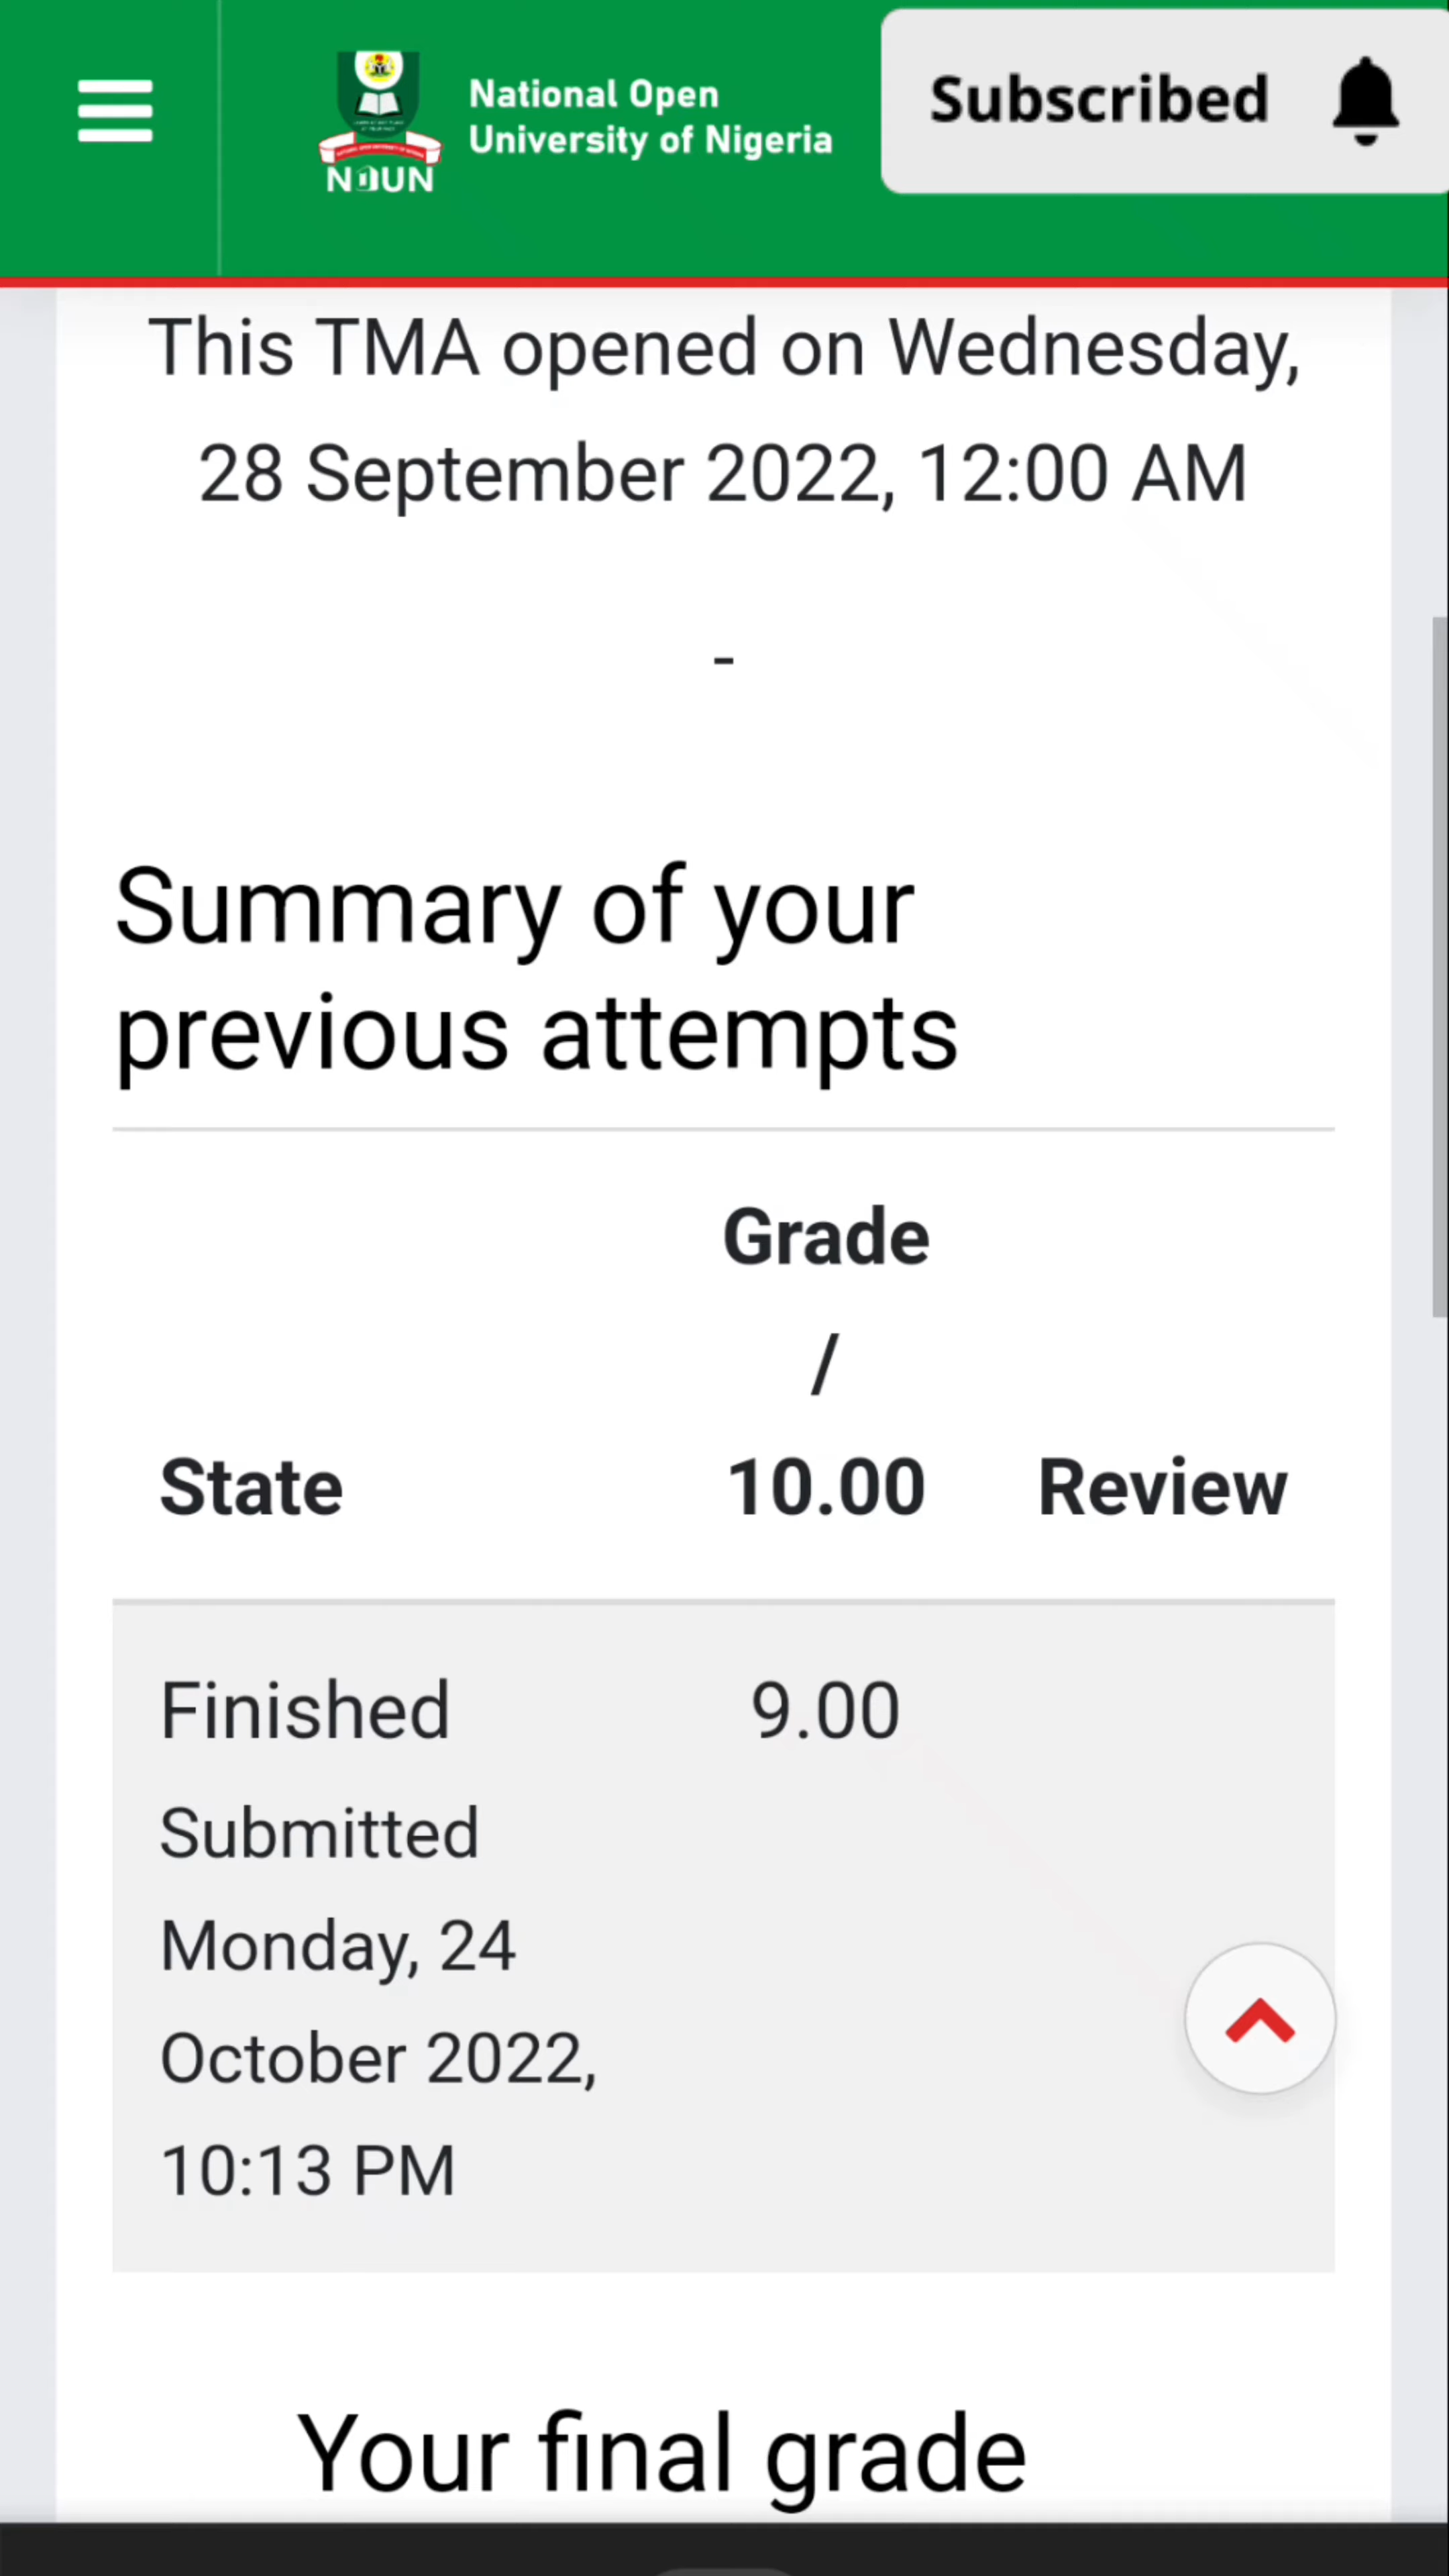 National Open
University of Nigeria
NOUN
Subscribed
This TMA opened on Wednesday,
28 September 2022, 12:00 AM
-
Summary of your
previous attempts
Grade
/
State 10.00 Review
Finished 9.00
Submitted
Monday, 24
October 2022,
10:13 PM
Your final grade